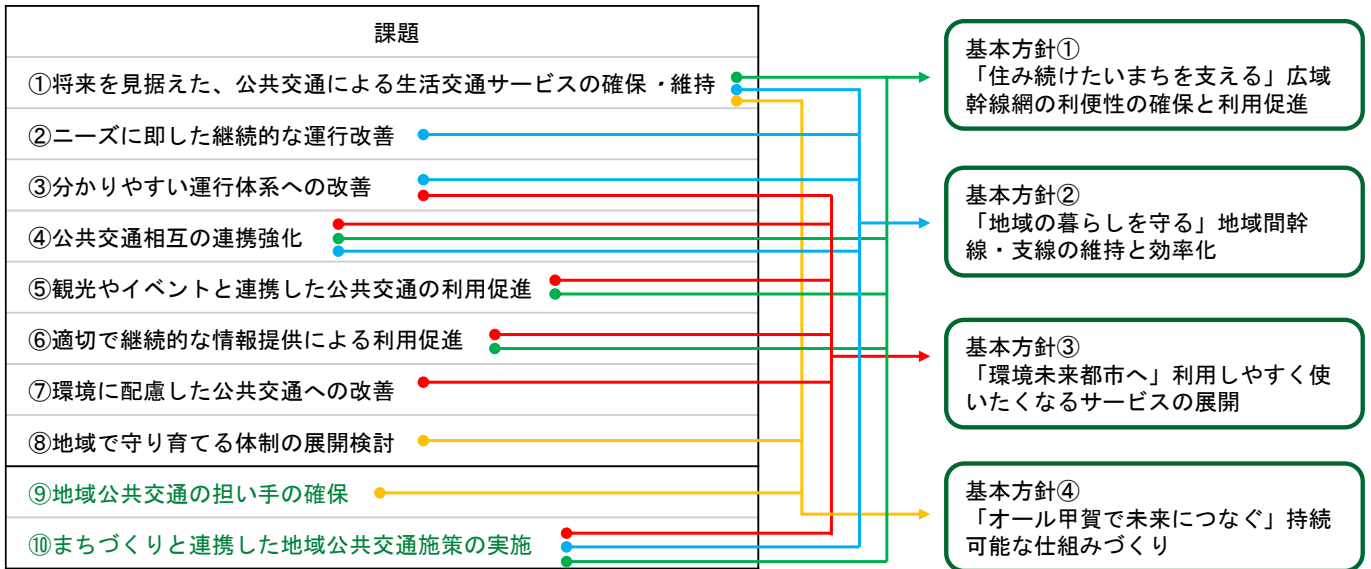 課題
①将来を見据えた、公共交通による生活交通サービスの確保・維持
②ニーズに即した継続的な運行改善
③分かりやすい運行体系への改善
④公共交通相互の連携強化
⑤観光やイベントと連携した公共交通の利用促進
⑥適切で継続的な情報提供による利用促進
⑦環境に配慮した公共交通への改善
⑧地域で守り育てる体制の展開検討
⑨地域公共交通の担い手の確保
⑩まちづくりと連携した地域公共交通施策の実施
基本方針①
「住み続けたいまちを支える」広域
幹線網の利便性の確保と利用促進
基本方針②
「地域の暮らしを守る」地域間幹
線・支線の維持と効率化
基本方針③
「環境未来都市へ」利用しやすく使
いたくなるサービスの展開
基本方針④
「オール甲賀で未来につなぐ」持続
可能な仕組みづくり